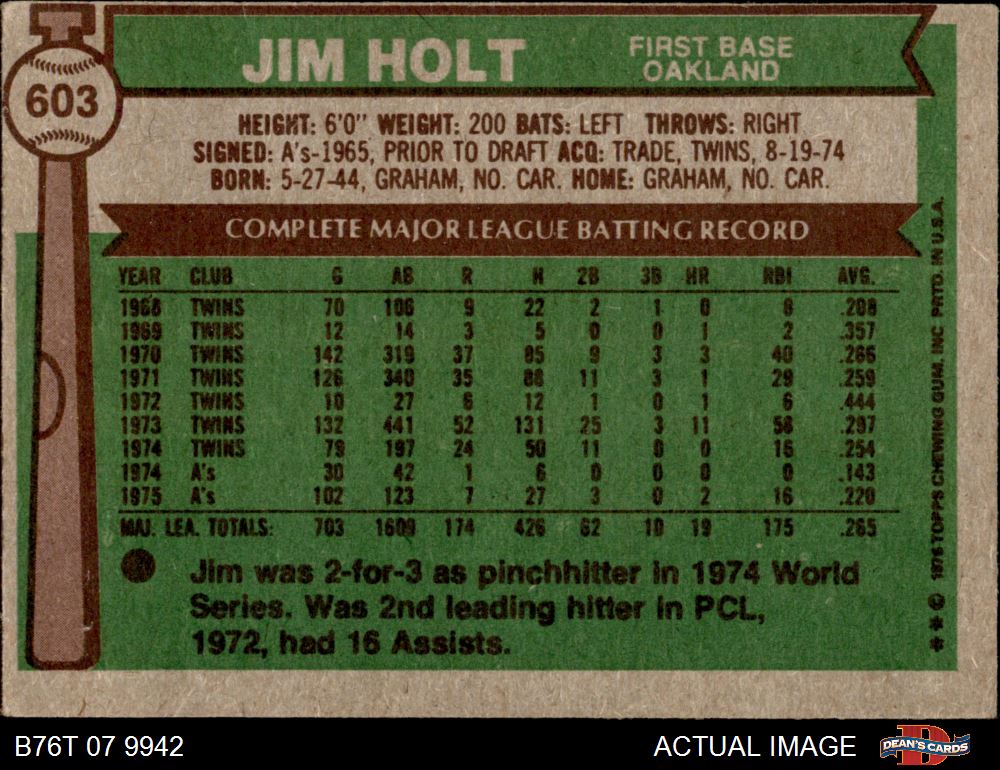 603
JIM HOLT
FIRST BASE
OAKLAND
HEIGHT: 6'0" WEIGHT: 200 BATS: LEFT THROWS: RIGHT
SIGNED: A's-1965, PRIOR TO DRAFT ACQ: TRADE, TWINS, 8-19-74
BORN: 5-27-44, GRAHAM, NO. CAR. HOME: GRAHAM, NO. CAR.
COMPLETE MAJOR LEAGUE BATTING RECORD
YEAR CLUB G AB R H 2B 3B HR RBI AVG.
1968 TWINS 70 106 9 22 2 1 0 8 .208
1969 TWINS 12 14 3 5 0 0 1 2 .357
1970 TWINS 142 319 37 85 9 3 3 40 .266
1971 TWINS 126 340 35 88 11 3 1 29 .259
1972 TWINS 10 27 6 12 1 0 1 6 .444
1973 TWINS 132 441 52 131 25 3 11 58 .297
1974 TWINS 79 197 24 50 11 0 0 16 .254
1974 A's 30 42 1 6 0 0 0 0 .143
1975 A's 102 123 7 27 3 0 2 16 .220
MAJ. LEA. TOTALS: 703 1609 174 426 62 10 19 175 .265
Jim was 2-for-3 as pinchhitter in 1974 World
Series. Was 2nd leading hitter in PCL,
1972, had 16 Assists.
* * © 1976 TOPPS CHEWING GUM, INC PRTD. IN U.S.A.
B76T 07 9942
ACTUAL IMAGE
DEAN'S CARDS